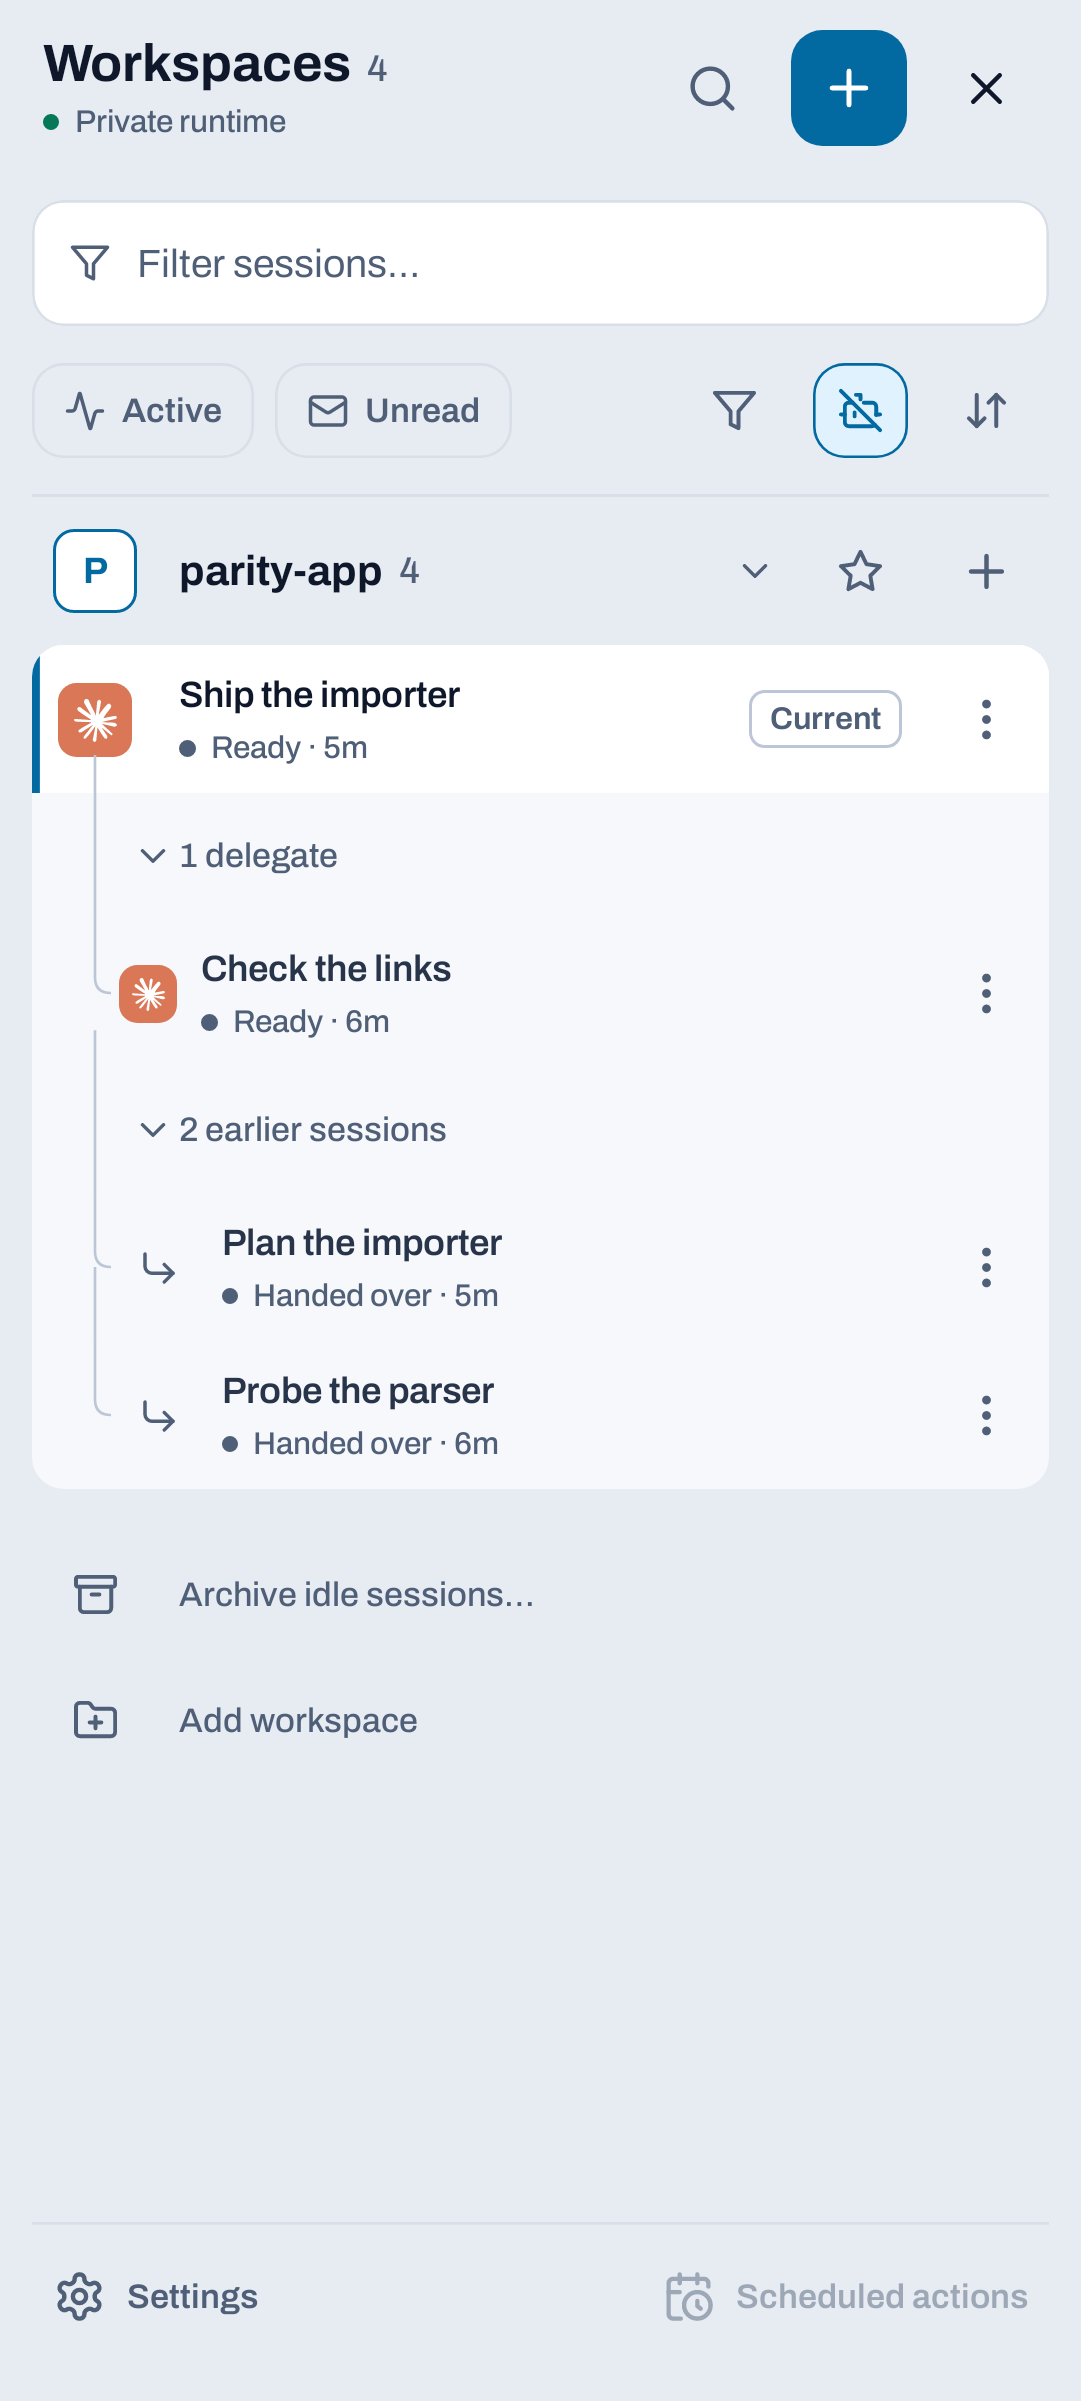 Workspaces 4
Private runtime
Filter sessions...
Active
Unread
P
parity-app 4
Ship the importer
Ready · 5m
Current
1 delegate
Check the links
Ready · 6m
2 earlier sessions
Plan the importer
Handed over · 5m
Probe the parser
Handed over · 6m
Archive idle sessions...
Add workspace
Settings
Scheduled actions